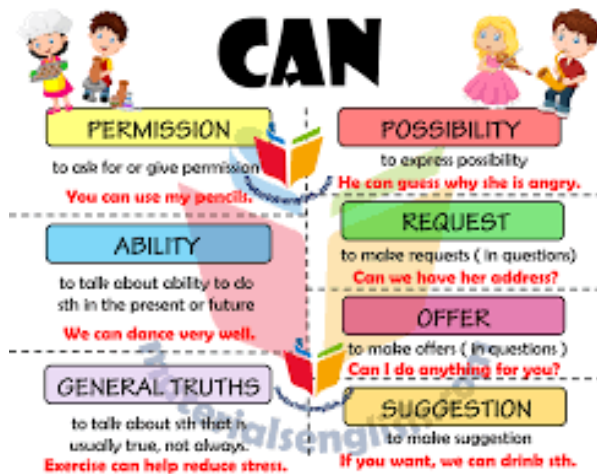 CAN
PERMISSION
to ask for or give permission
You can use my pencils.
ABILITY
to talk about ability to do
sth in the present or future
We can dance very well.
GENERAL TRUTHS
to talk about sth that is
usually true, not always.
Exercise can help reduce stress.
POSSIBILITY
to express possibility
He can guess why she is angry.
REQUEST
to make requests ( in questions)
Can we have her address?
OFFER
to make offers ( in questions )
Can I do anything for you?
SUGGESTION
to make suggestion
If you want, we can drink sth.